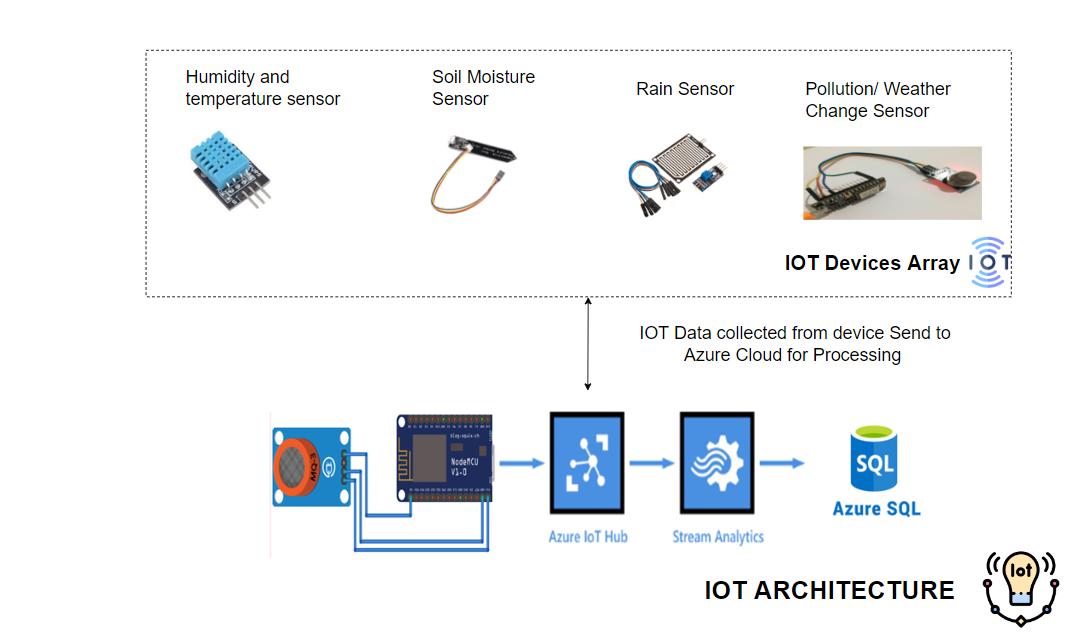 Humidity and
temperature sensor
Soil Moisture
Sensor
Rain Sensor
Pollution/ Weather
Change Sensor
IOT Devices Array
IOT
IOT Data collected from device Send to
Azure Cloud for Processing
MQ-3
NodeMCU
V1.0
SQL
Azure IoT Hub
Stream Analytics
Azure SQL
IOT ARCHITECTURE
Iot